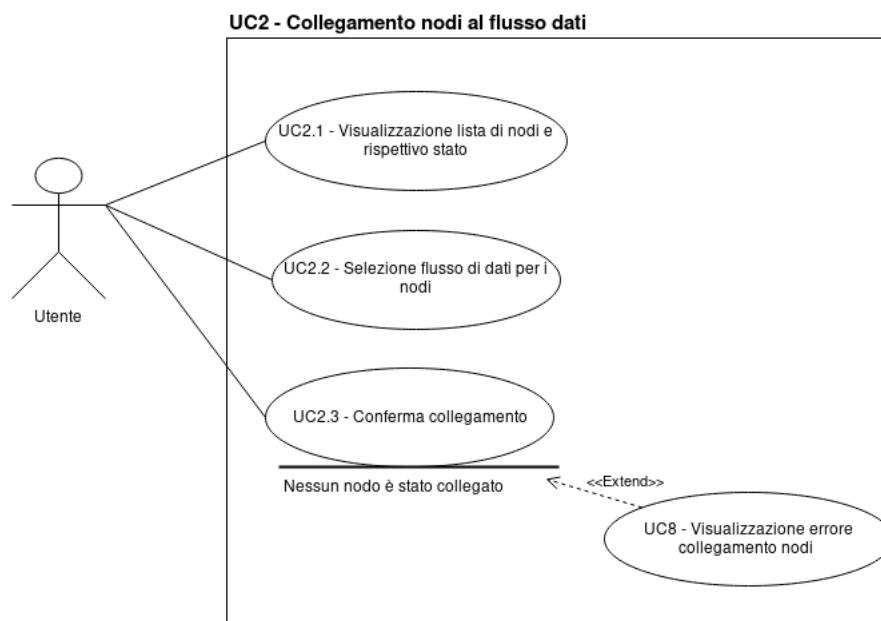 UC2 - Collegamento nodi al flusso dati
UC2.1 - Visualizzazione lista di nodi e
rispettivo stato
UC2.2 - Selezione flusso di dati per i
nodi
Utente
UC2.3 - Conferma collegamento
Nessun nodo è stato collegato
<<Extend>>
UC8 - Visualizzazione errore
collegamento nodi